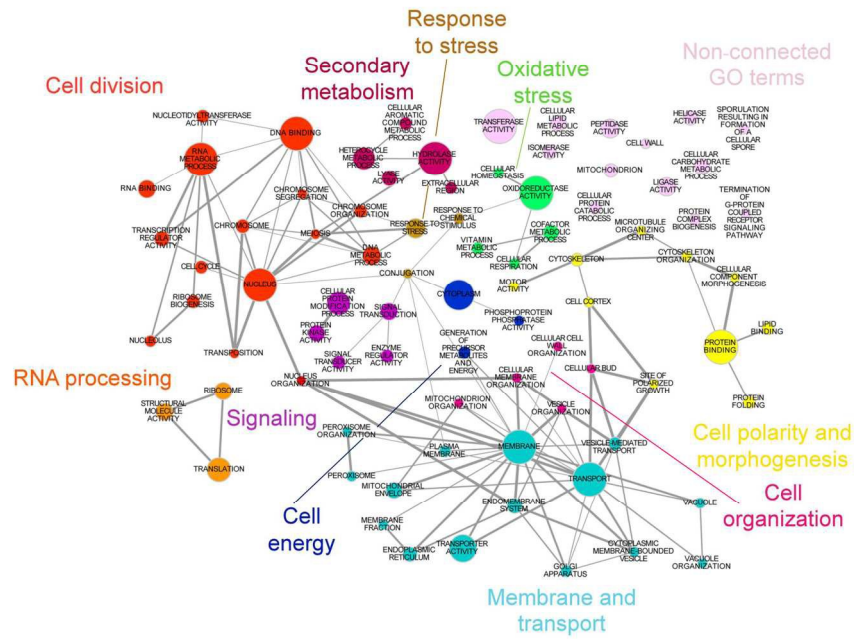 Response
to stress
Non-connected
GO terms
Cell division
Secondary
metabolism
Oxidative
stress
NUCLEOTIDYLTRANSFERASE
ACTIVITY
DNA BINDING
RNA
METABOLIC
PROCESS
RNA BINDING
CHROMOSOME
SEGREGATION
CHROMOSOME
ORGANIZATION
CHROMOSOME
MEIOSIS
TRANSCRIPTION
REGULATOR
ACTIVITY
DNA
METABOLIC
PROCESS
CELL CYCLE
NUCLEUS
RIBOSOME
BIOGENESIS
NUCLEOLUS
TRANSPOSITION
NUCLEUS
ORGANIZATION
CELLULAR
AROMATIC
COMPOUND
METABOLIC
PROCESS
HETEROCYCLE
METABOLIC
PROCESS
HYDROLASE
ACTIVITY
LYASE
ACTIVITY
EXTRACELLULAR
REGION
RESPONSE TO
STRESS
RESPONSE TO
CHEMICAL
STIMULUS
CONJUGATION
TRANSFERASE
ACTIVITY
CELLULAR
LIPID
METABOLIC
PROCESS
PEPTIDASE
ACTIVITY
HELICASE
ACTIVITY
SPORULATION
RESULTING IN
FORMATION
OF A
CELLULAR
SPORE
ISOMERASE
ACTIVITY
CELL WALL
MITOCHONDRION
CELLULAR
CARBOHYDRATE
METABOLIC
PROCESS
LIGASE
ACTIVITY
CELLULAR
PROTEIN
CATABOLIC
PROCESS
PROTEIN
COMPLEX
BIOGENESIS
TERMINATION
OF
G-PROTEIN
COUPLED
RECEPTOR
SIGNALING
PATHWAY
CELLULAR
HOMEOSTASIS
OXIDOREDUCTASE
ACTIVITY
COFACTOR
METABOLIC
PROCESS
VITAMIN
METABOLIC
PROCESS
CELLULAR
RESPIRATION
MICROTUBULE
ORGANIZING
CENTER
CYTOSKELETON
CYTOSKELETON
ORGANIZATION
CELLULAR
COMPONENT
MORPHOGENESIS
MOTOR
ACTIVITY
CELL CORTEX
PROTEIN
BINDING
LIPID
BINDING
PROTEIN
FOLDING
SITE OF
POLARIZED
GROWTH
CELLULAR
PROTEIN
MODIFICATION
PROCESS
SIGNAL
TRANSDUCTION
PROTEIN
KINASE
ACTIVITY
SIGNAL
TRANSDUCER
ACTIVITY
ENZYME
REGULATOR
ACTIVITY
CYTOPLASM
PHOSPHOPROTEIN
PHOSPHATASE
ACTIVITY
GENERATION
OF
PRECURSOR
METABOLITES
AND
ENERGY
CELLULAR CELL
WALL
ORGANIZATION
CELLULAR
MEMBRANE
ORGANIZATION
CELLULAR BUD
VESICLE
ORGANIZATION
MITOCHONDRION
ORGANIZATION
RNA processing
RIBOSOME
STRUCTURAL
MOLECULE
ACTIVITY
TRANSLATION
Signaling
PEROXISOME
ORGANIZATION
PLASMA
MEMBRANE
MEMBRANE
VESICLE-MEDIATED
TRANSPORT
PEROXISOME
MITOCHONDRIAL
ENVELOPE
TRANSPORT
ENDOMEMBRANE
SYSTEM
VACUOLE
MEMBRANE
FRACTION
ENDOPLASMIC
RETICULUM
TRANSPORTER
ACTIVITY
GOLGI
APPARATUS
CYTOPLASMIC
MEMBRANE-BOUNDED
VESICLE
VACUOLE
ORGANIZATION
Cell polarity and
morphogenesis
Cell
organization
Cell
energy
Membrane and
transport